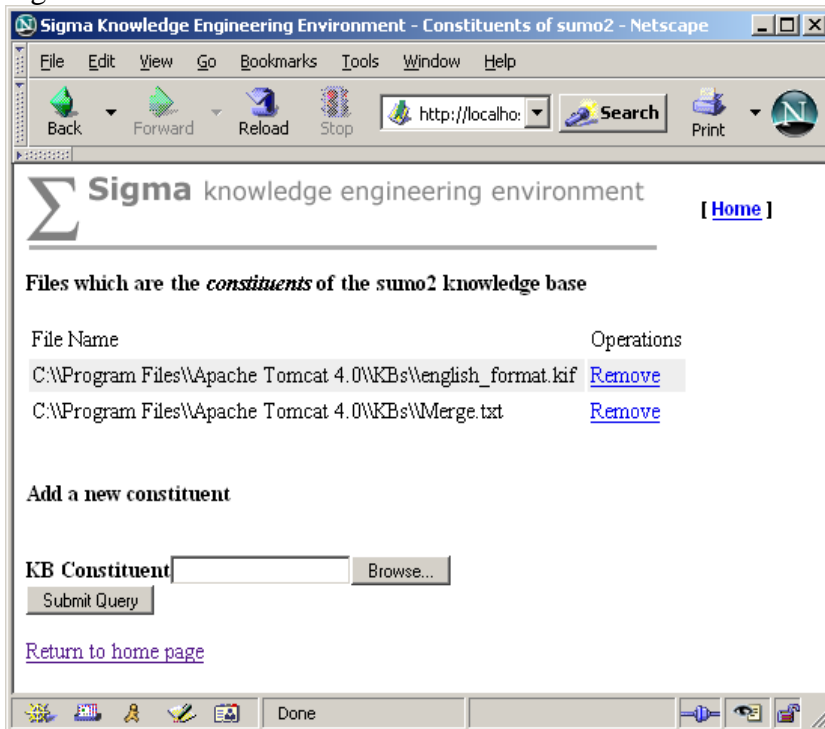 Sigma Knowledge Engineering Environment - Constituents of sumo2 - Netscape
File Edit View Go Bookmarks Tools Window Help
Back Forward Reload Stop http://localho: Search Print N
Σ Sigma knowledge engineering environment
[ Home ]
Files which are the constituents of the sumo2 knowledge base
File Name Operations
C:\\Program Files\\Apache Tomcat 4.0\\KBs\\english_format.kif Remove
C:\\Program Files\\Apache Tomcat 4.0\\KBs\\Merge.txt Remove
Add a new constituent
KB Constituent Browse...
Submit Query
Return to home page
Done